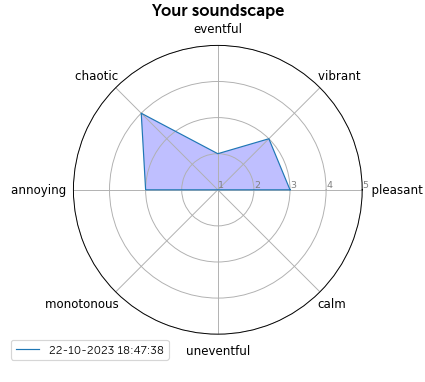 Your soundscape
eventful
chaotic
vibrant
annoying
1 2 3 4 5
pleasant
monotonous
calm
uneventful
22-10-2023 18:47:38